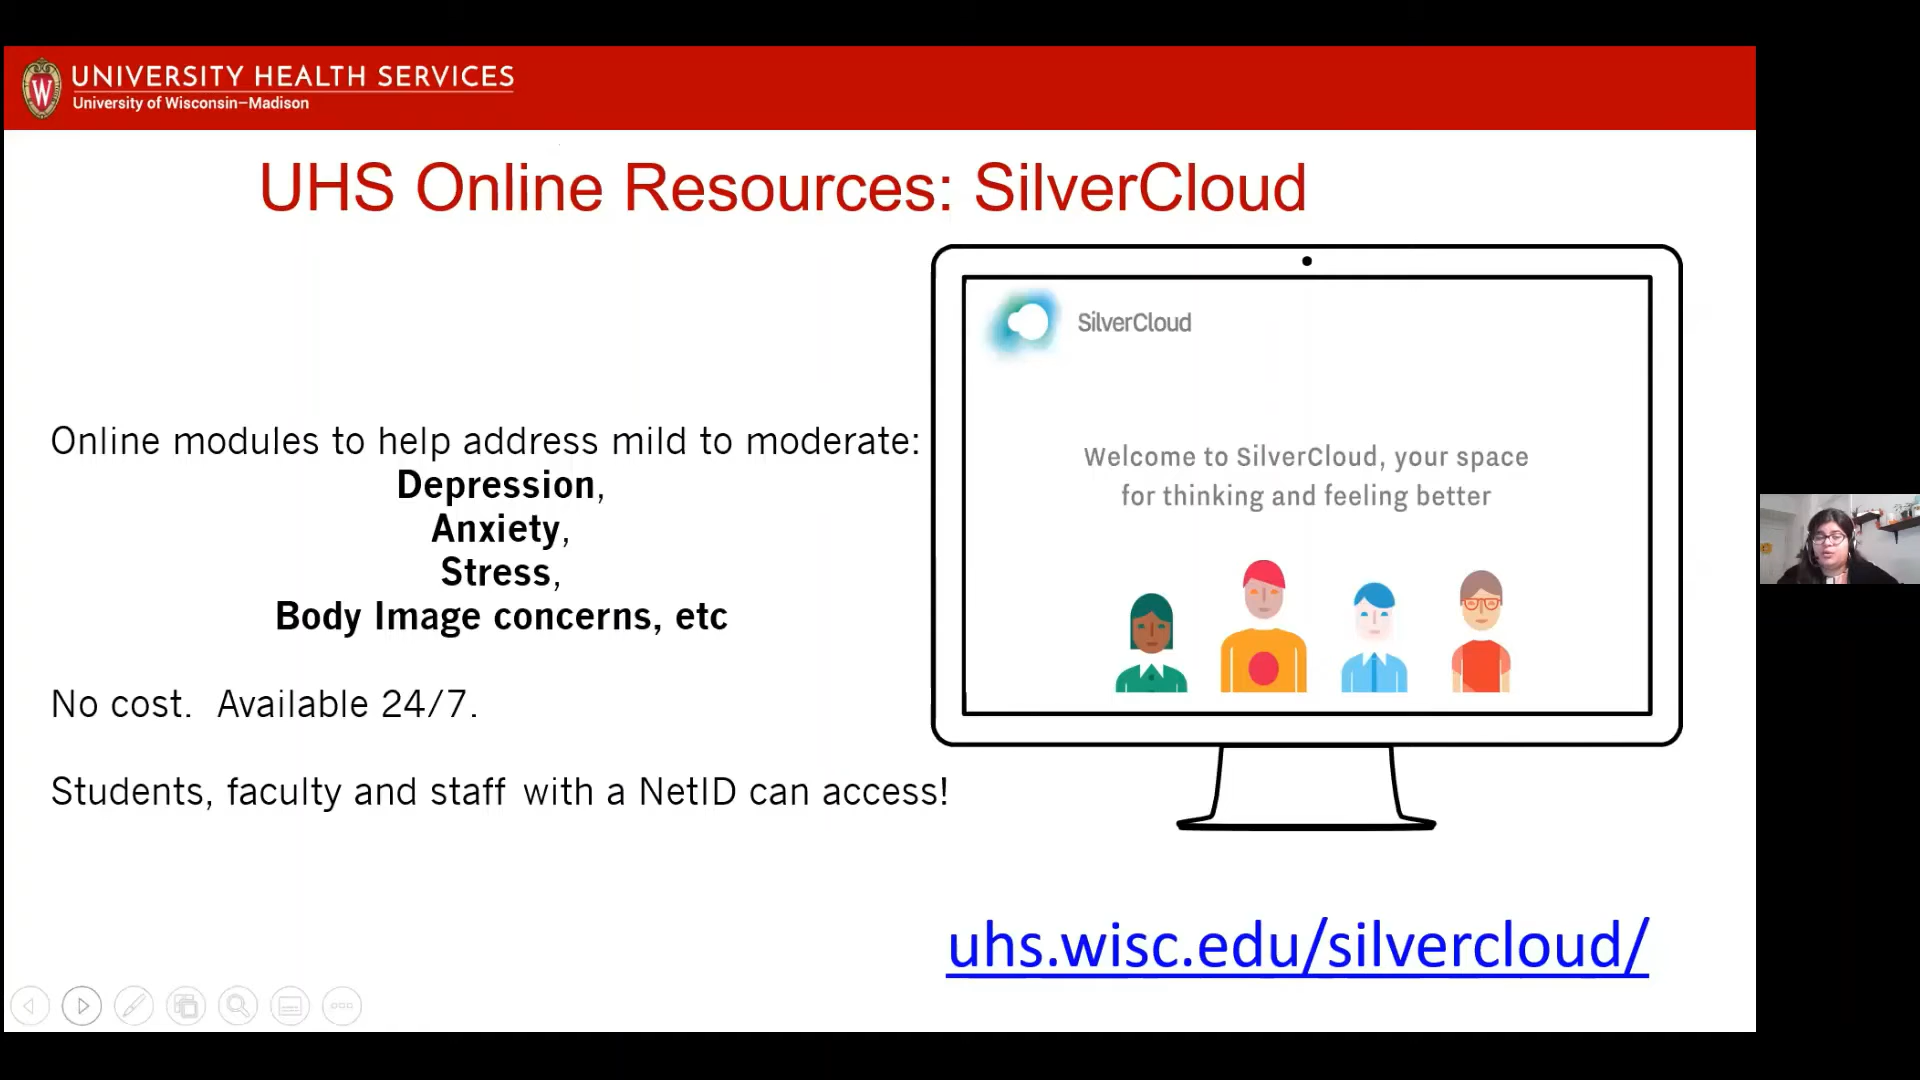 UNIVERSITY HEALTH SERVICES
University of Wisconsin–Madison
W
UHS Online Resources: SilverCloud
SilverCloud
Welcome to SilverCloud, your space
for thinking and feeling better
Online modules to help address mild to moderate:
Depression,
Anxiety,
Stress,
Body Image concerns, etc
No cost.  Available 24/7.
Students, faculty and staff with a NetID can access!
uhs.wisc.edu/silvercloud/